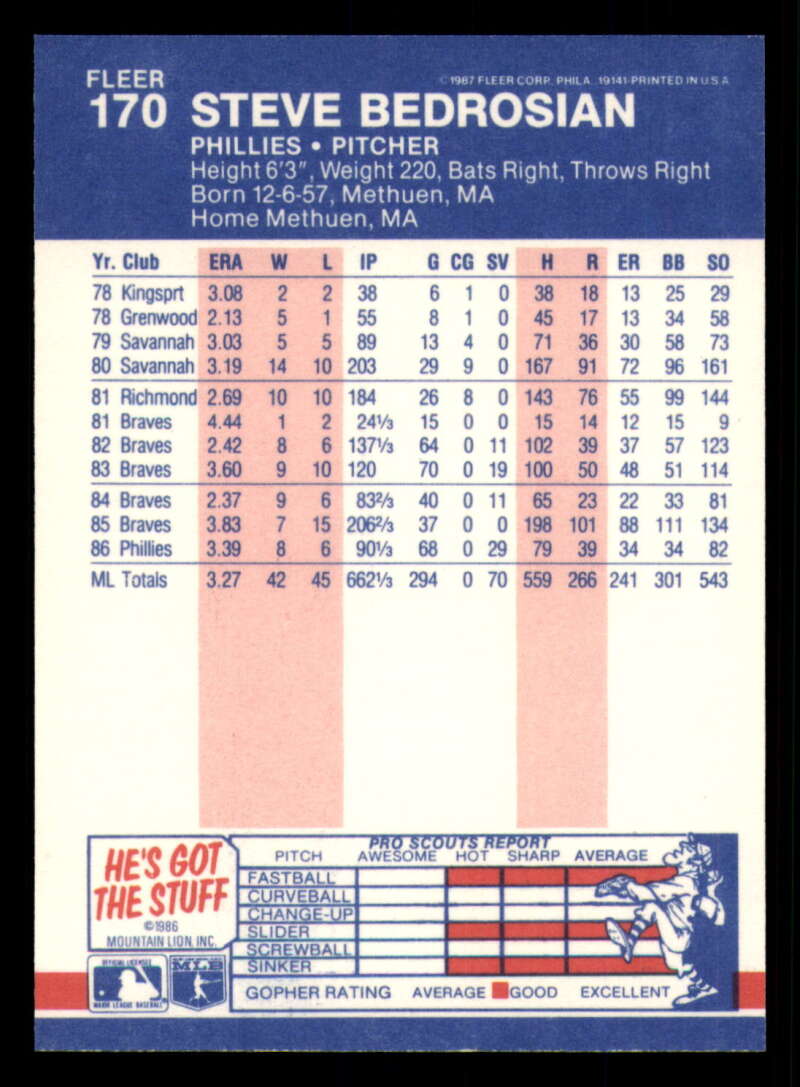 FLEER
©1987 FLEER CORP. PHILA. 19141-PRINTED IN U.S.A
170 STEVE BEDROSIAN
PHILLIES • PITCHER
Height 6'3", Weight 220, Bats Right, Throws Right
Born 12-6-57, Methuen, MA
Home Methuen, MA
Yr. Club ERA W L IP G CG SV H R ER BB SO
78 Kingsprt 3.08 2 2 38 6 1 0 38 18 13 25 29
78 Grenwood 2.13 5 1 55 8 1 0 45 17 13 34 58
79 Savannah 3.03 5 5 89 13 4 0 71 36 30 58 73
80 Savannah 3.19 14 10 203 29 9 0 167 91 72 96 161
81 Richmond 2.69 10 10 184 26 8 0 143 76 55 99 144
81 Braves 4.44 1 2 24⅓ 15 0 0 15 14 12 15 9
82 Braves 2.42 8 6 137⅓ 64 0 11 102 39 37 57 123
83 Braves 3.60 9 10 120 70 0 19 100 50 48 51 114
84 Braves 2.37 9 6 83⅔ 40 0 11 65 23 22 33 81
85 Braves 3.83 7 15 206⅔ 37 0 0 198 101 88 111 134
86 Phillies 3.39 8 6 90⅓ 68 0 29 79 39 34 34 82
ML Totals 3.27 42 45 662⅓ 294 0 70 559 266 241 301 543
HE'S GOT
THE STUFF
©1986
MOUNTAIN LION, INC.
PRO SCOUTS REPORT
PITCH AWESOME HOT SHARP AVERAGE
FASTBALL
CURVEBALL
CHANGE-UP
SLIDER
SCREWBALL
SINKER
GOPHER RATING AVERAGE GOOD EXCELLENT
OFFICIAL LICENSEE
MAJOR LEAGUE BASEBALL
MLB